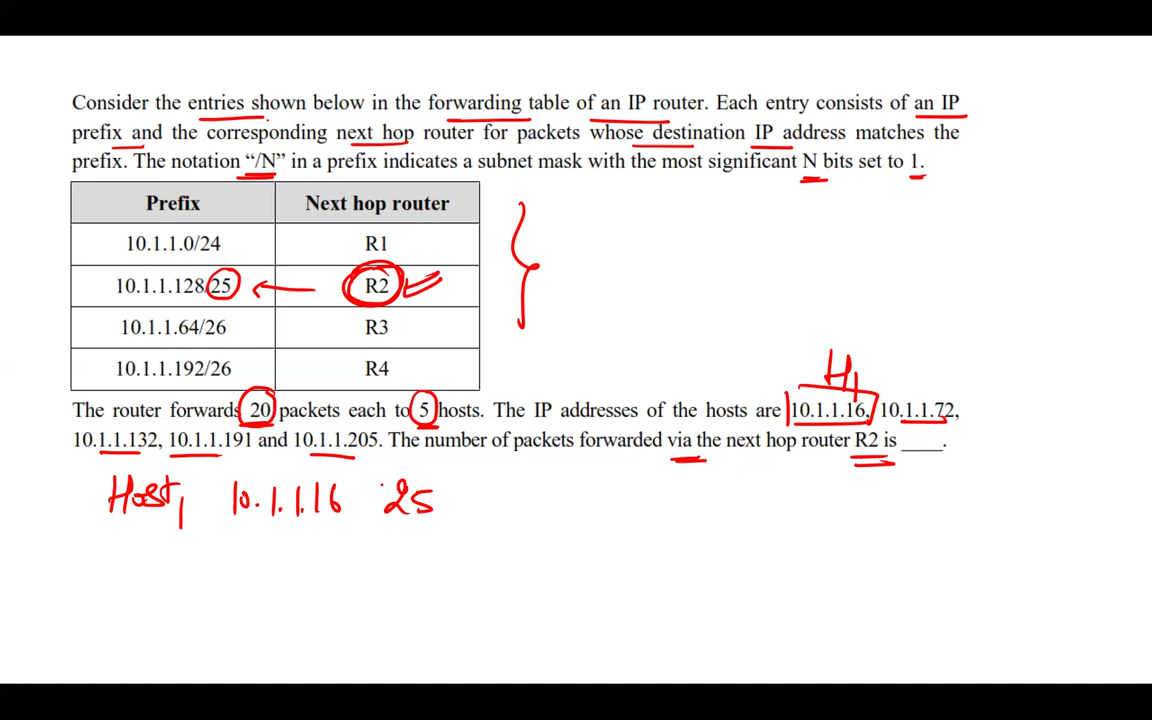 Consider the entries shown below in the forwarding table of an IP router. Each entry consists of an IP
prefix and the corresponding next hop router for packets whose destination IP address matches the
prefix. The notation “/N” in a prefix indicates a subnet mask with the most significant N bits set to 1.
Prefix Next hop router
10.1.1.0/24 R1
10.1.1.128/25 R2
10.1.1.64/26 R3
10.1.1.192/26 R4
H1
The router forwards 20 packets each to 5 hosts. The IP addresses of the hosts are 10.1.1.16, 10.1.1.72,
10.1.1.132, 10.1.1.191 and 10.1.1.205. The number of packets forwarded via the next hop router R2 is ____.
Host1 10.1.1.16 25